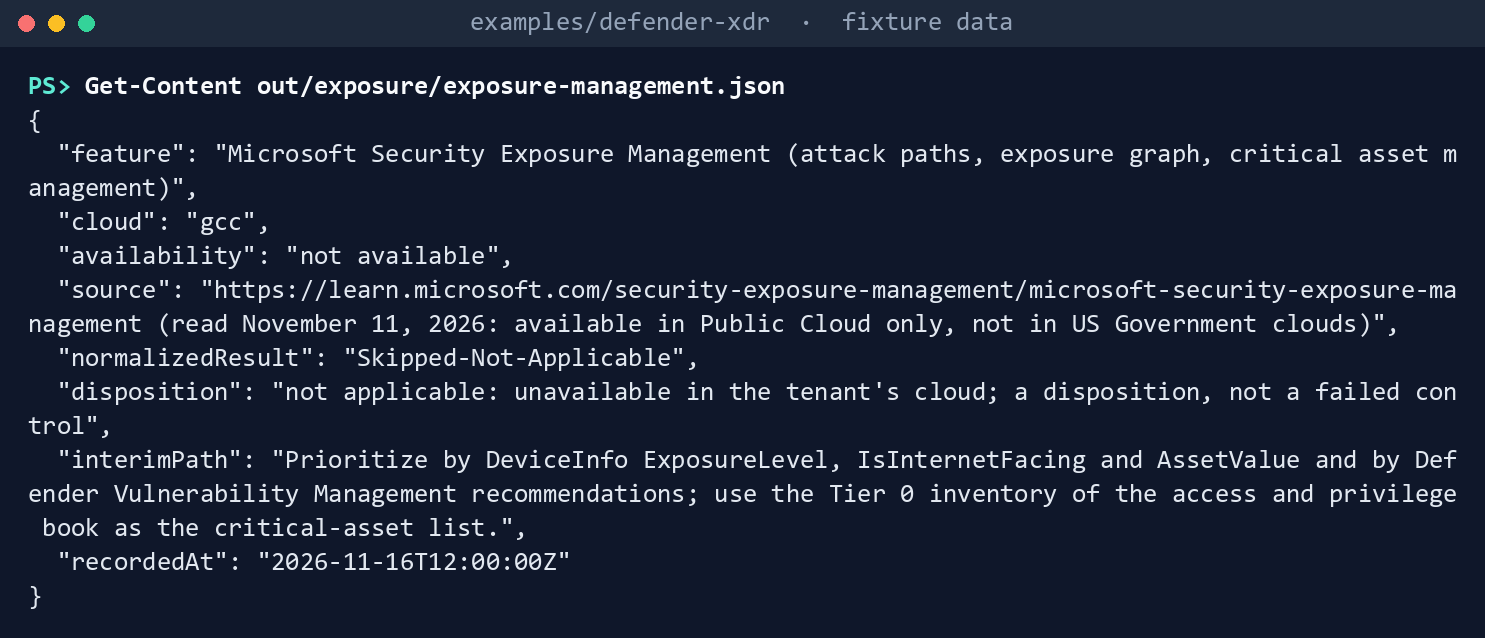 examples/defender-xdr · fixture data
PS> Get-Content out/exposure/exposure-management.json
{
  "feature": "Microsoft Security Exposure Management (attack paths, exposure graph, critical asset m
anagement)",
  "cloud": "gcc",
  "availability": "not available",
  "source": "https://learn.microsoft.com/security-exposure-management/microsoft-security-exposure-ma
nagement (read November 11, 2026: available in Public Cloud only, not in US Government clouds)",
  "normalizedResult": "Skipped-Not-Applicable",
  "disposition": "not applicable: unavailable in the tenant's cloud; a disposition, not a failed con
trol",
  "interimPath": "Prioritize by DeviceInfo ExposureLevel, IsInternetFacing and AssetValue and by Def
ender Vulnerability Management recommendations; use the Tier 0 inventory of the access and privilege
 book as the critical-asset list.",
  "recordedAt": "2026-11-16T12:00:00Z"
}